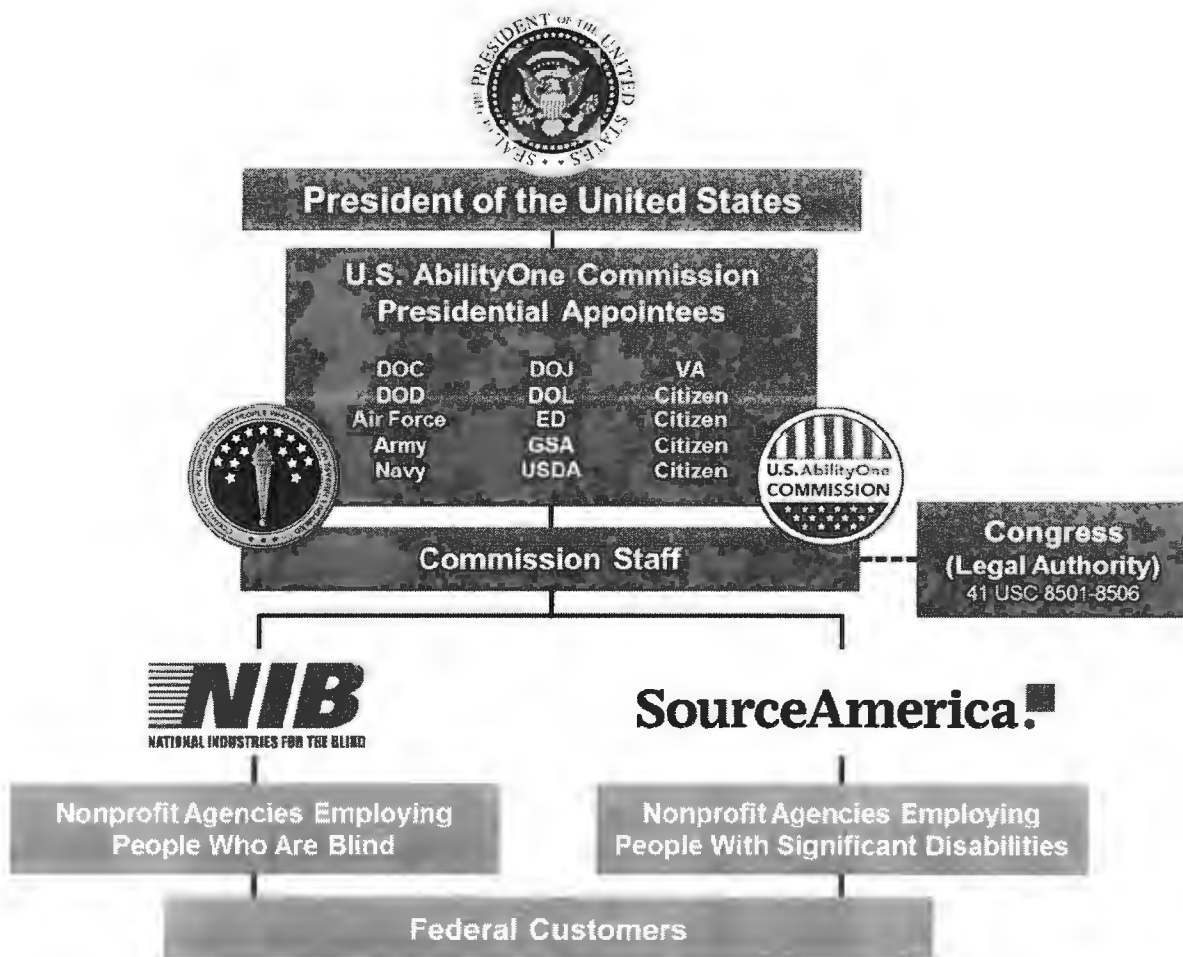 SEAL OF THE PRESIDENT OF THE UNITED STATES
President of the United States
U.S. AbilityOne Commission
Presidential Appointees
DOC DOJ VA
DOD DOL Citizen
Air Force ED Citizen
Army GSA Citizen
Navy USDA Citizen
U.S. AbilityOne
COMMISSION
Commission Staff
Congress
(Legal Authority)
41 USC 8501-8506
NIB
NATIONAL INDUSTRIES FOR THE BLIND
SourceAmerica.
Nonprofit Agencies Employing
People Who Are Blind
Nonprofit Agencies Employing
People With Significant Disabilities
Federal Customers